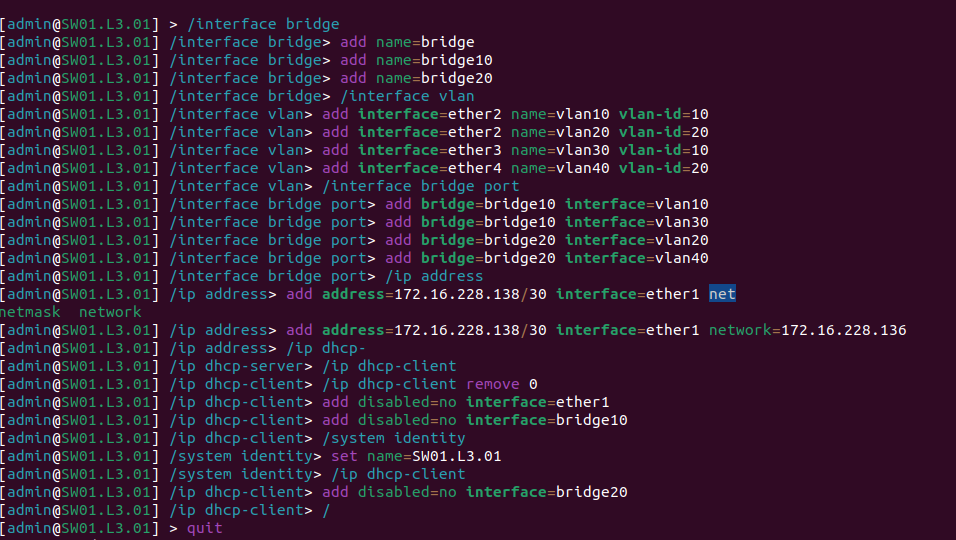 [admin@SW01.L3.01] > /interface bridge
[admin@SW01.L3.01] /interface bridge> add name=bridge
[admin@SW01.L3.01] /interface bridge> add name=bridge10
[admin@SW01.L3.01] /interface bridge> add name=bridge20
[admin@SW01.L3.01] /interface bridge> /interface vlan
[admin@SW01.L3.01] /interface vlan> add interface=ether2 name=vlan10 vlan-id=10
[admin@SW01.L3.01] /interface vlan> add interface=ether2 name=vlan20 vlan-id=20
[admin@SW01.L3.01] /interface vlan> add interface=ether3 name=vlan30 vlan-id=10
[admin@SW01.L3.01] /interface vlan> add interface=ether4 name=vlan40 vlan-id=20
[admin@SW01.L3.01] /interface vlan> /interface bridge port
[admin@SW01.L3.01] /interface bridge port> add bridge=bridge10 interface=vlan10
[admin@SW01.L3.01] /interface bridge port> add bridge=bridge10 interface=vlan30
[admin@SW01.L3.01] /interface bridge port> add bridge=bridge20 interface=vlan20
[admin@SW01.L3.01] /interface bridge port> add bridge=bridge20 interface=vlan40
[admin@SW01.L3.01] /interface bridge port> /ip address
[admin@SW01.L3.01] /ip address> add address=172.16.228.138/30 interface=ether1 net
netmask  network
[admin@SW01.L3.01] /ip address> add address=172.16.228.138/30 interface=ether1 network=172.16.228.136
[admin@SW01.L3.01] /ip address> /ip dhcp-
[admin@SW01.L3.01] /ip dhcp-server> /ip dhcp-client
[admin@SW01.L3.01] /ip dhcp-client> /ip dhcp-client remove 0
[admin@SW01.L3.01] /ip dhcp-client> add disabled=no interface=ether1
[admin@SW01.L3.01] /ip dhcp-client> add disabled=no interface=bridge10
[admin@SW01.L3.01] /ip dhcp-client> /system identity
[admin@SW01.L3.01] /system identity> set name=SW01.L3.01
[admin@SW01.L3.01] /system identity> /ip dhcp-client
[admin@SW01.L3.01] /ip dhcp-client> add disabled=no interface=bridge20
[admin@SW01.L3.01] /ip dhcp-client> /
[admin@SW01.L3.01] > quit